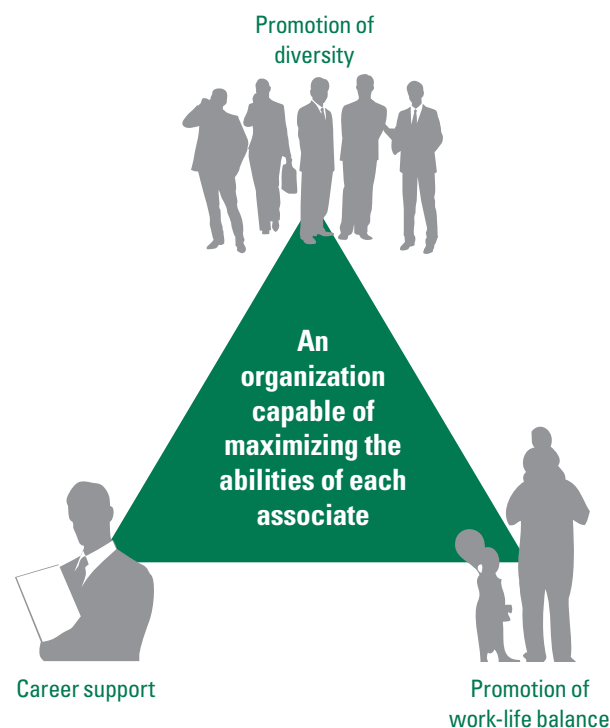 Promotion of
diversity
An
organization
capable of
maximizing the
abilities of each
associate
Career support
Promotion of
work-life balance